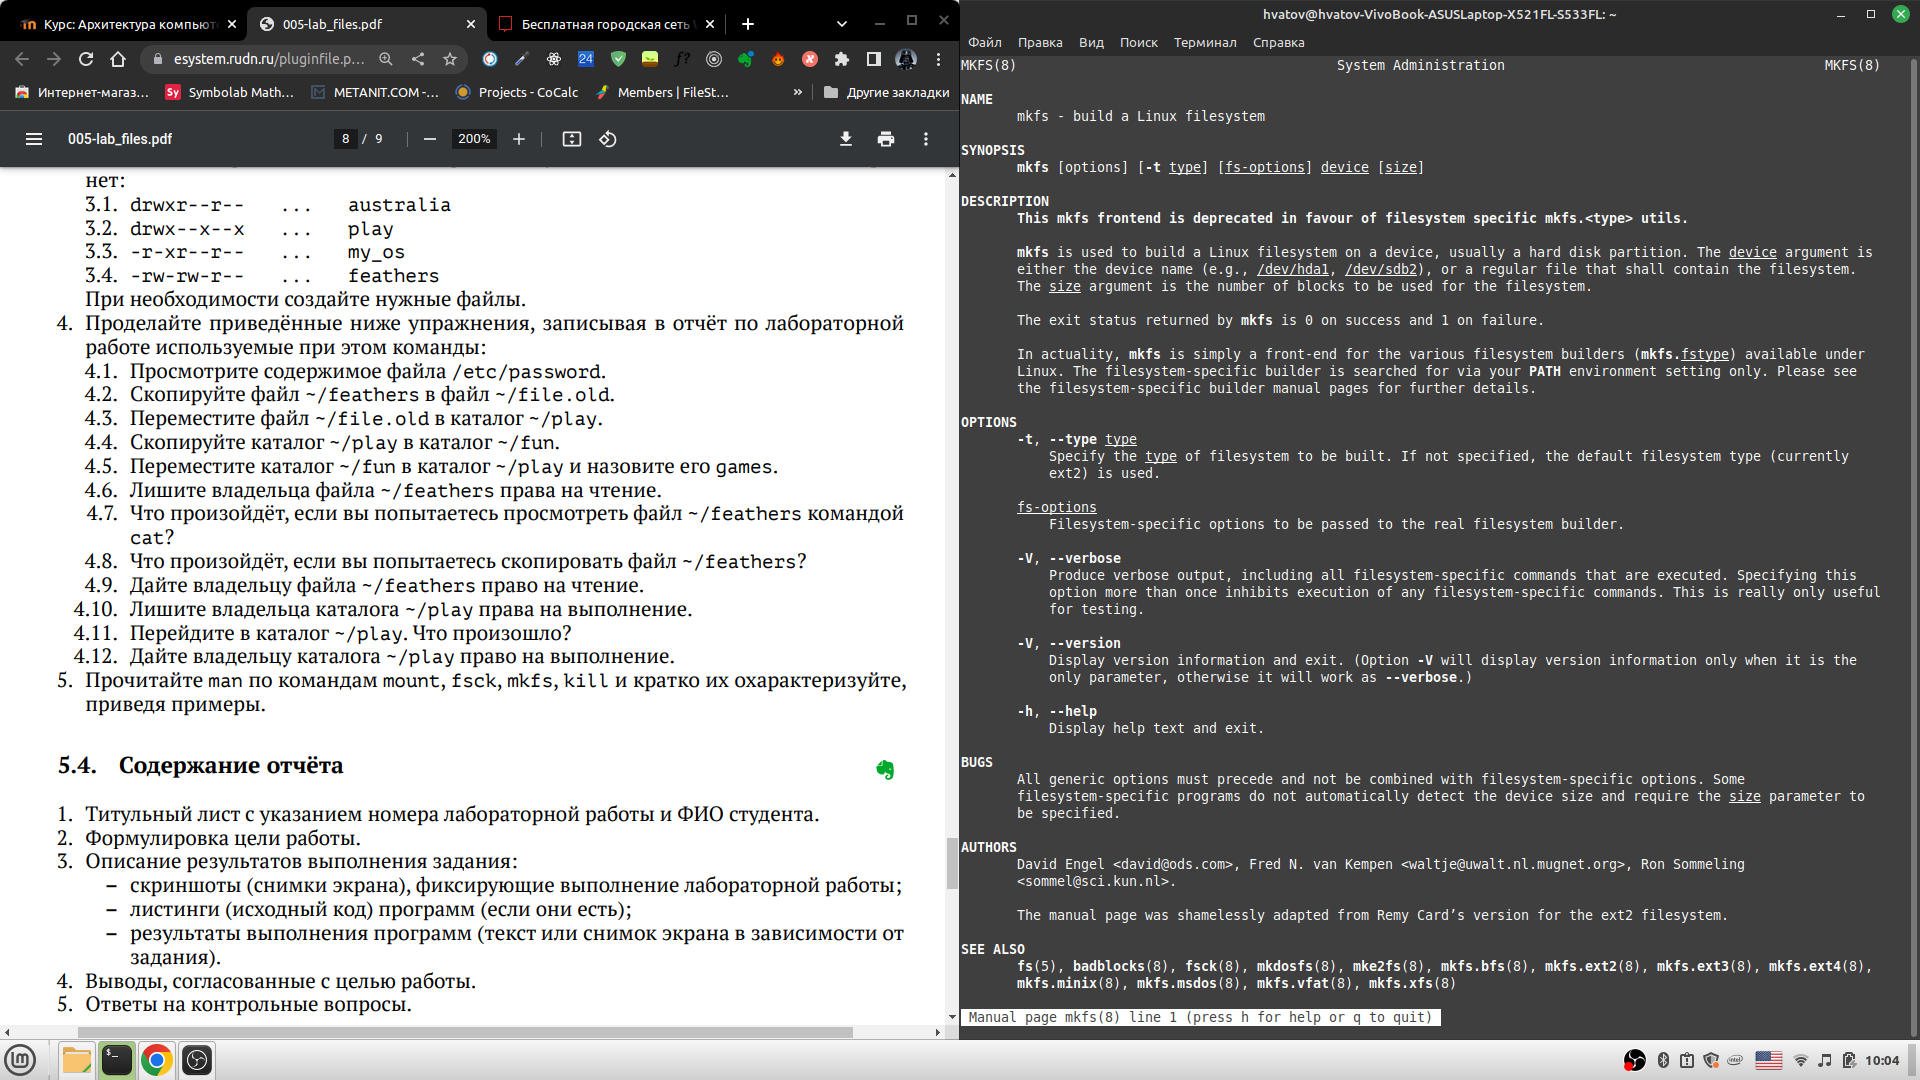 Курс: Архитектура компьют
005-lab_files.pdf
Бесплатная городская сеть
esystem.rudn.ru/pluginfile.p...
24
f?
Интернет-магаз...
Sy Symbolab Math...
METANIT.COM -...
Projects - CoCalc
Members | FileSt...
»
Другие закладки
005-lab_files.pdf
8 / 9
200%
нет:
3.1. drwxr--r-- ... australia
3.2. drwx--x--x ... play
3.3. -r-xr--r-- ... my_os
3.4. -rw-rw-r-- ... feathers
При необходимости создайте нужные файлы.
4. Проделайте приведённые ниже упражнения, записывая в отчёт по лабораторной
работе используемые при этом команды:
4.1. Просмотрите содержимое файла /etc/password.
4.2. Скопируйте файл ~/feathers в файл ~/file.old.
4.3. Переместите файл ~/file.old в каталог ~/play.
4.4. Скопируйте каталог ~/play в каталог ~/fun.
4.5. Переместите каталог ~/fun в каталог ~/play и назовите его games.
4.6. Лишите владельца файла ~/feathers права на чтение.
4.7. Что произойдёт, если вы попытаетесь просмотреть файл ~/feathers командой
cat?
4.8. Что произойдёт, если вы попытаетесь скопировать файл ~/feathers?
4.9. Дайте владельцу файла ~/feathers право на чтение.
4.10. Лишите владельца каталога ~/play права на выполнение.
4.11. Перейдите в каталог ~/play. Что произошло?
4.12. Дайте владельцу каталога ~/play право на выполнение.
5. Прочитайте man по командам mount, fsck, mkfs, kill и кратко их охарактеризуйте,
приведя примеры.
5.4. Содержание отчёта
1. Титульный лист с указанием номера лабораторной работы и ФИО студента.
2. Формулировка цели работы.
3. Описание результатов выполнения задания:
– скриншоты (снимки экрана), фиксирующие выполнение лабораторной работы;
– листинги (исходный код) программ (если они есть);
– результаты выполнения программ (текст или снимок экрана в зависимости от
задания).
4. Выводы, согласованные с целью работы.
5. Ответы на контрольные вопросы.
hvatov@hvatov-VivoBook-ASUSLaptop-X521FL-S533FL: ~
Файл Правка Вид Поиск Терминал Справка
MKFS(8) System Administration MKFS(8)
NAME
mkfs - build a Linux filesystem
SYNOPSIS
mkfs [options] [-t type] [fs-options] device [size]
DESCRIPTION
This mkfs frontend is deprecated in favour of filesystem specific mkfs.<type> utils.
mkfs is used to build a Linux filesystem on a device, usually a hard disk partition. The device argument is
either the device name (e.g., /dev/hda1, /dev/sdb2), or a regular file that shall contain the filesystem.
The size argument is the number of blocks to be used for the filesystem.
The exit status returned by mkfs is 0 on success and 1 on failure.
In actuality, mkfs is simply a front-end for the various filesystem builders (mkfs.fstype) available under
Linux. The filesystem-specific builder is searched for via your PATH environment setting only. Please see
the filesystem-specific builder manual pages for further details.
OPTIONS
-t, --type type
Specify the type of filesystem to be built. If not specified, the default filesystem type (currently
ext2) is used.
fs-options
Filesystem-specific options to be passed to the real filesystem builder.
-V, --verbose
Produce verbose output, including all filesystem-specific commands that are executed. Specifying this
option more than once inhibits execution of any filesystem-specific commands. This is really only useful
for testing.
-V, --version
Display version information and exit. (Option -V will display version information only when it is the
only parameter, otherwise it will work as --verbose.)
-h, --help
Display help text and exit.
BUGS
All generic options must precede and not be combined with filesystem-specific options. Some
filesystem-specific programs do not automatically detect the device size and require the size parameter to
be specified.
AUTHORS
David Engel <david@ods.com>, Fred N. van Kempen <waltje@uwalt.nl.mugnet.org>, Ron Sommeling
<sommel@sci.kun.nl>.
The manual page was shamelessly adapted from Remy Card’s version for the ext2 filesystem.
SEE ALSO
fs(5), badblocks(8), fsck(8), mkdosfs(8), mke2fs(8), mkfs.bfs(8), mkfs.ext2(8), mkfs.ext3(8), mkfs.ext4(8),
mkfs.minix(8), mkfs.msdos(8), mkfs.vfat(8), mkfs.xfs(8)
Manual page mkfs(8) line 1 (press h for help or q to quit)
10:04